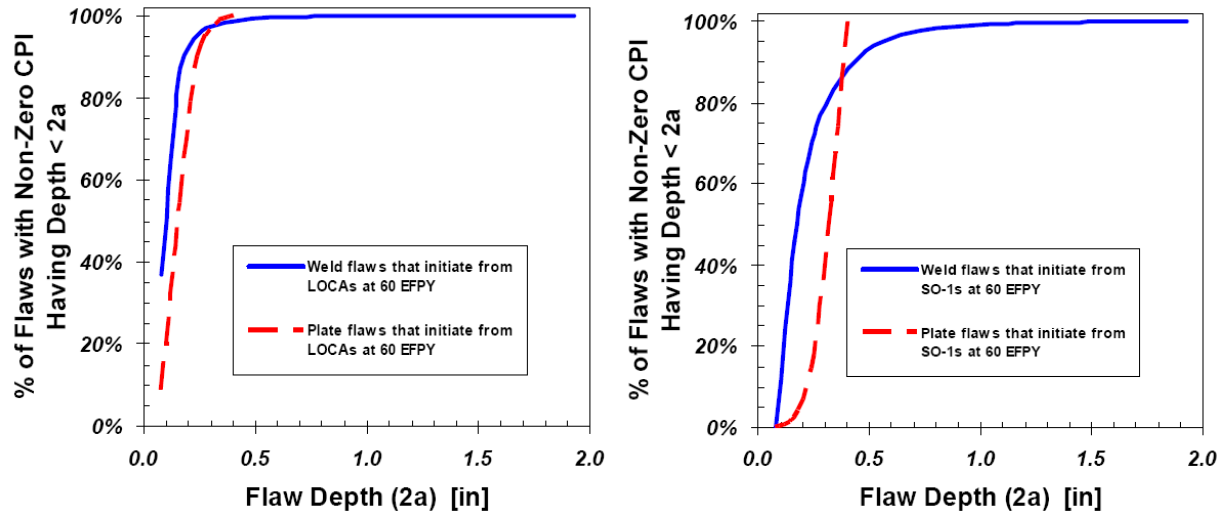 % of Flaws with Non-Zero CPI
Having Depth < 2a
100%
80%
60%
40%
20%
0%
Weld flaws that initiate from
LOCAs at 60 EFPY
Plate flaws that initiate from
LOCAs at 60 EFPY
0.0 0.5 1.0 1.5 2.0
Flaw Depth (2a) [in]
% of Flaws with Non-Zero CPI
Having Depth < 2a
100%
80%
60%
40%
20%
0%
Weld flaws that initiate from
SO-1s at 60 EFPY
Plate flaws that initiate from
SO-1s at 60 EFPY
0.0 0.5 1.0 1.5 2.0
Flaw Depth (2a) [in]